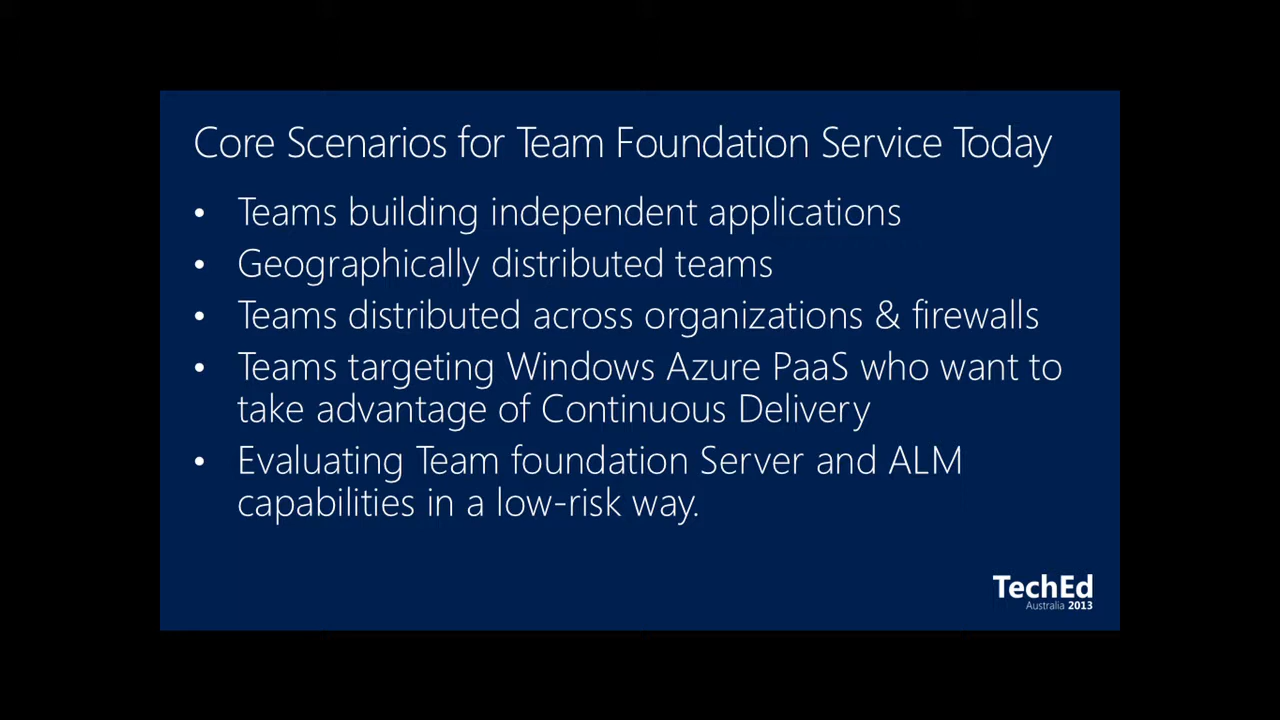 Core Scenarios for Team Foundation Service Today
• Teams building independent applications
• Geographically distributed teams
• Teams distributed across organizations & firewalls
• Teams targeting Windows Azure PaaS who want to
take advantage of Continuous Delivery
• Evaluating Team foundation Server and ALM
capabilities in a low-risk way.
TechEd
Australia 2013